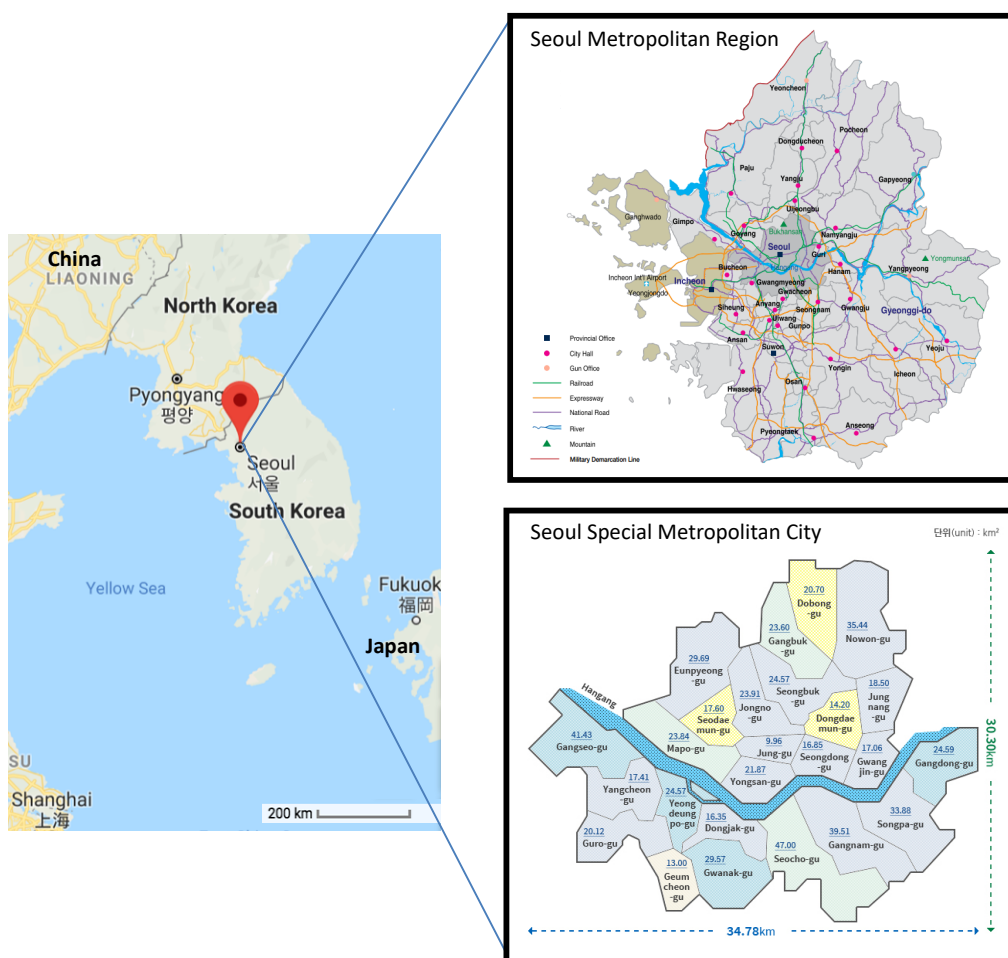 China
LIAONING
North Korea
Pyongyang
평양
Seoul
서울
South Korea
Yellow Sea
Fukuok
福岡
Japan
SU
Shanghai
上海
200 km
Seoul Metropolitan Region
Yeoncheon
Pocheon
Dongducheon
Paju
Yangju
Gapyeong
Uijeongbu
Ganghwado
Gimpo
Goyang
Bukhansan
Namyangju
Seoul
Guri
Yongmunsan
Bucheon
Hanam
Yangpyeong
Incheon Int'l Airport
Yeongjongdo
Incheon
Gwangmyeong
Gwacheon
Siheung
Anyang
Seongnam
Gwangju
Gyeonggi-do
Uiwang
Gunpo
Ansan
Suwon
Yeoju
Yongin
Icheon
Hwaseong
Osan
Pyeongtaek
Anseong
Provincial Office
City Hall
Gun Office
Railroad
Expressway
National Road
River
Mountain
Military Demarcation Line
Seoul Special Metropolitan City
단위(unit) : km²
20.70
Dobong
-gu
23.60
Gangbuk
-gu
35.44
Nowon-gu
29.69
Eunpyeong
-gu
24.57
Seongbuk
-gu
18.50
Jung
nang-
gu
23.91
Jongno
-gu
Hangang
17.60
Seodae
mun-gu
14.20
Dongdae
mun-gu
41.43
Gangseo-gu
23.84
Mapo-gu
9.96
Jung-gu
16.85
Seongdong
-gu
17.06
Gwang
jin-gu
24.59
Gangdong-gu
17.41
Yangcheon
-gu
21.87
Yongsan-gu
24.57
Yeong
deung
po-gu
16.35
Dongjak-gu
33.88
Songpa-gu
20.12
Guro-gu
39.51
Gangnam-gu
47.00
Seocho-gu
13.00
Geum
cheon
-gu
29.57
Gwanak-gu
30.30km
34.78km